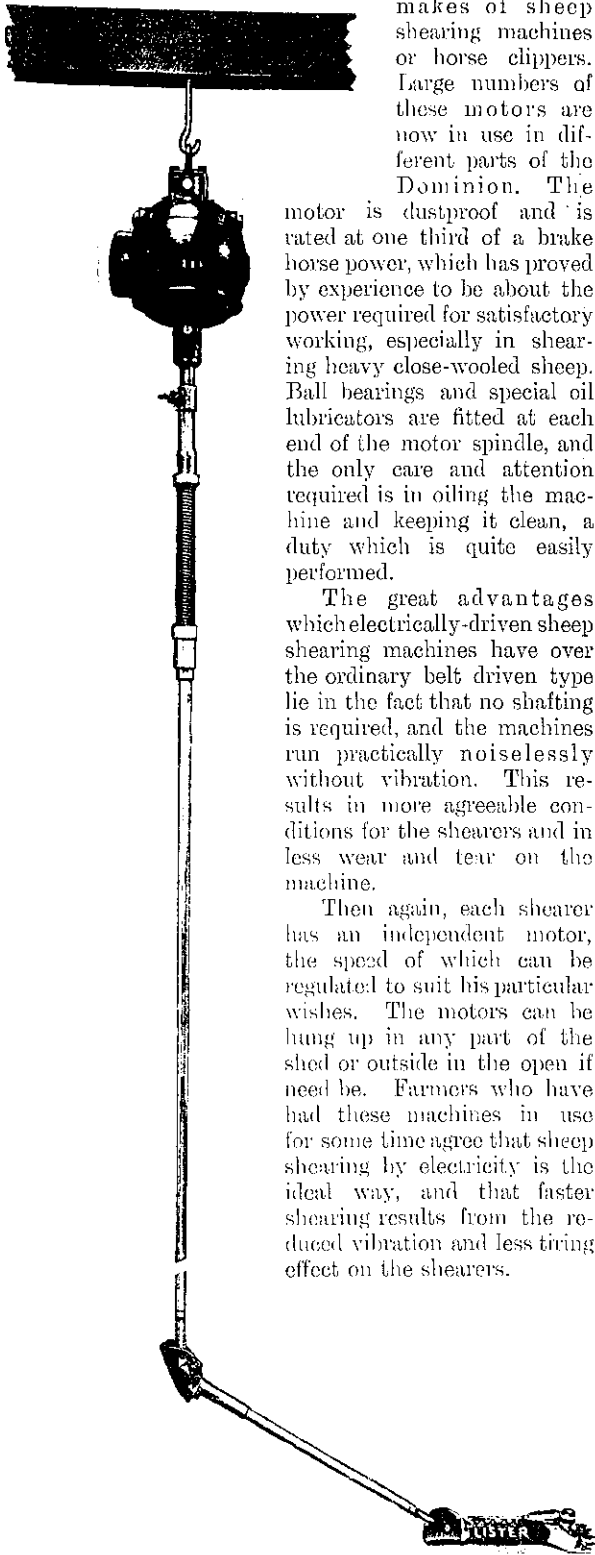 makes of sheep
shearing machines
or horse clippers.
Large numbers of
these motors are
now in use in dif-
ferent parts of the
Dominion. The
motor is dustproof and is
rated at one third of a brake
horse power, which has proved
by experience to be about the
power required for satisfactory
working, especially in shear-
ing heavy close-wooled sheep.
Ball bearings and special oil
lubricators are fitted at each
end of the motor spindle, and
the only care and attention
required is in oiling the mac-
hine and keeping it clean, a
duty which is quite easily
performed.
The great advantages
which electrically-driven sheep
shearing machines have over
the ordinary belt driven type
lie in the fact that no shafting
is required, and the machines
run practically noiselessly
without vibration. This re-
sults in more agreeable con-
ditions for the shearers and in
less wear and tear on the
machine.
Then again, each shearer
has an independent motor,
the speed of which can be
regulated to suit his particular
wishes. The motors can be
hung up in any part of the
shed or outside in the open if
need be. Farmers who have
had these machines in use
for some time agree that sheep
shearing by electricity is the
ideal way, and that faster
shearing results from the re-
duced vibration and less tiring
effect on the shearers.
LISTER